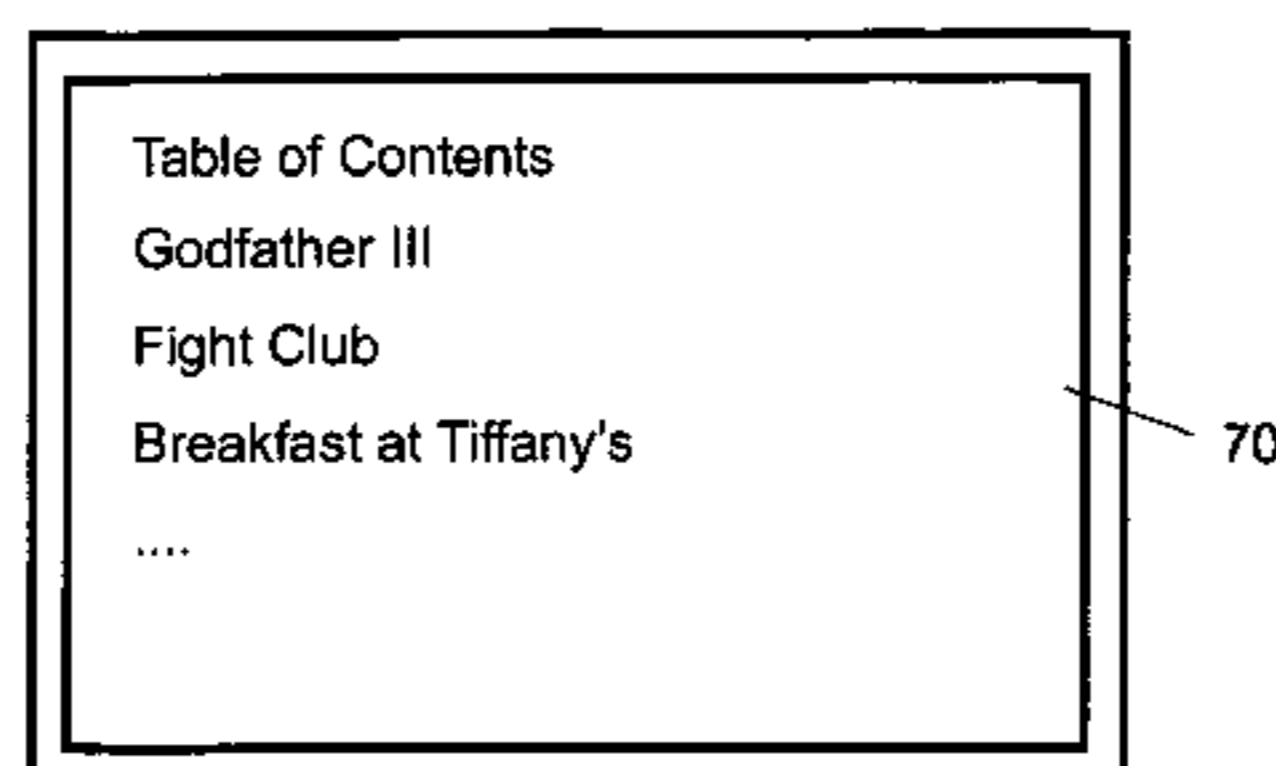 Table of Contents
Godfather III
Fight Club
Breakfast at Tiffany's
....
70